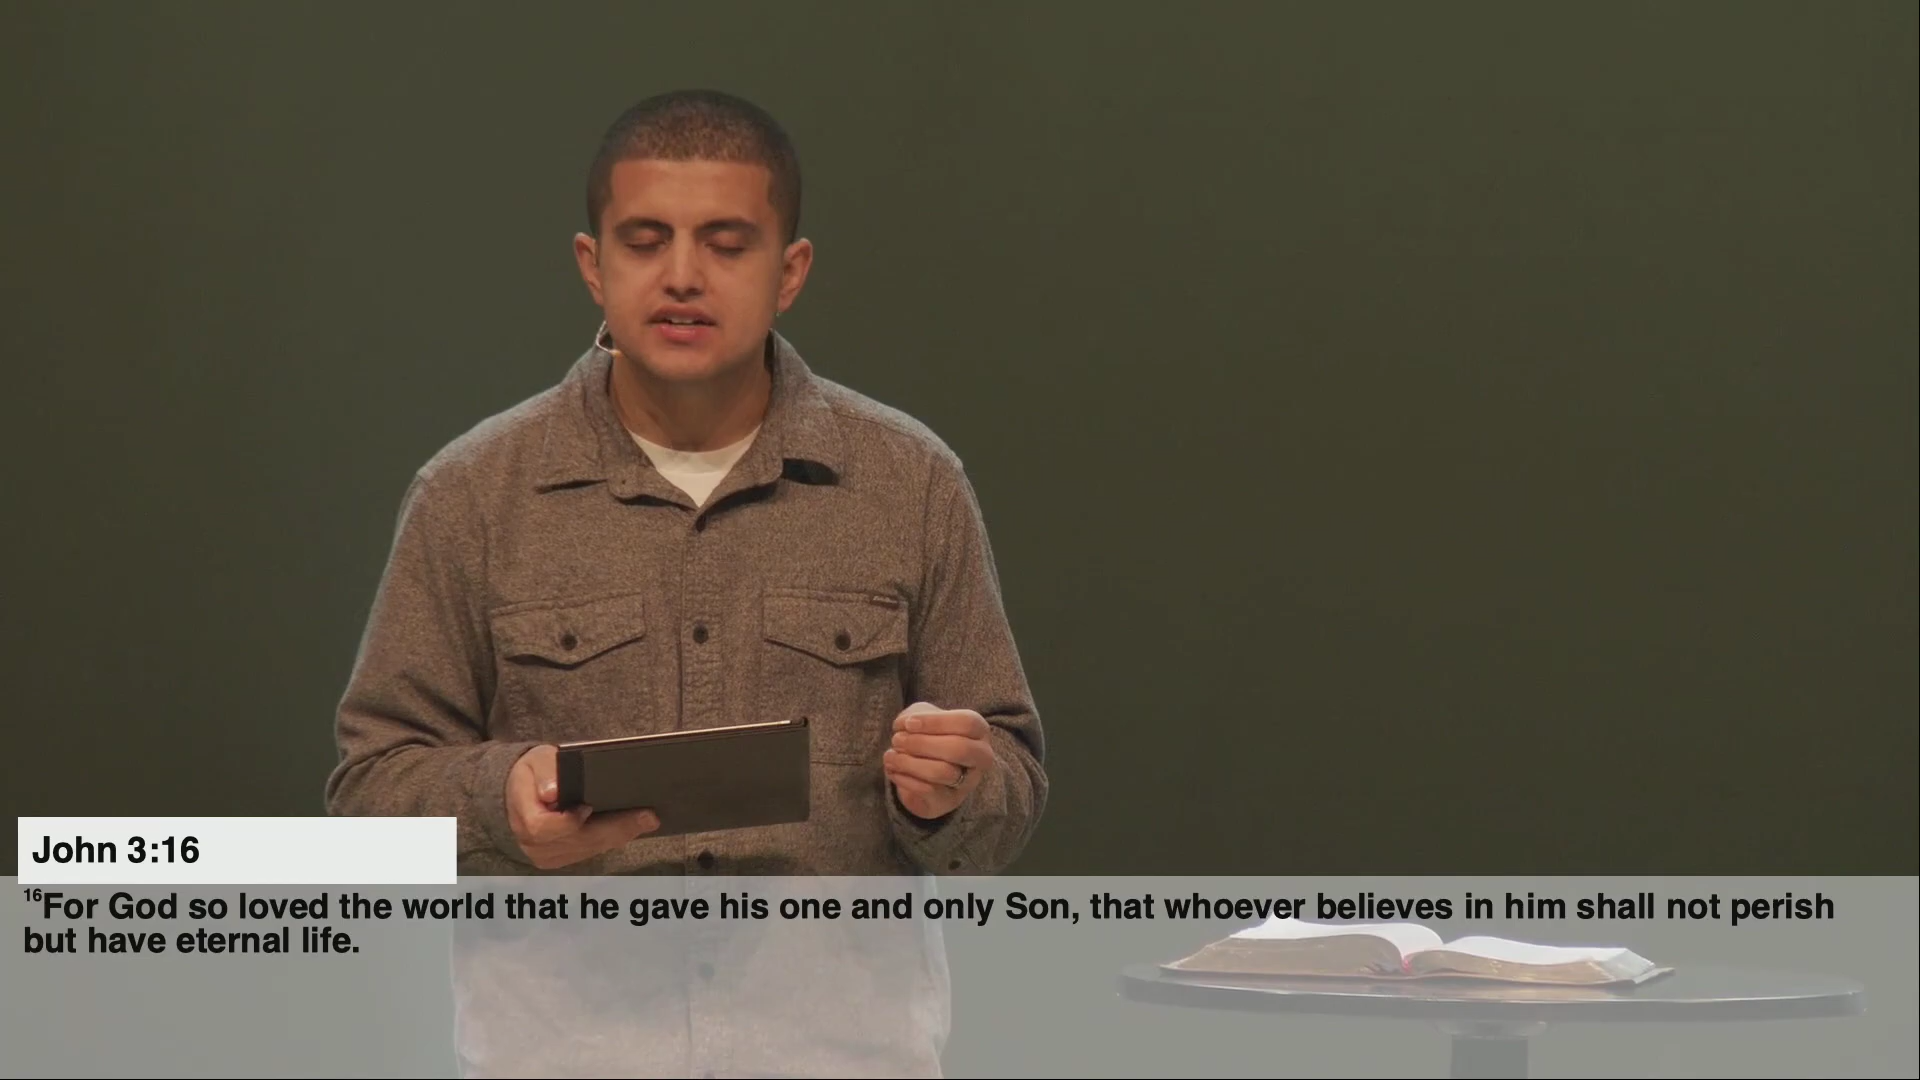 John 3:16
16For God so loved the world that he gave his one and only Son, that whoever believes in him shall not perish
but have eternal life.